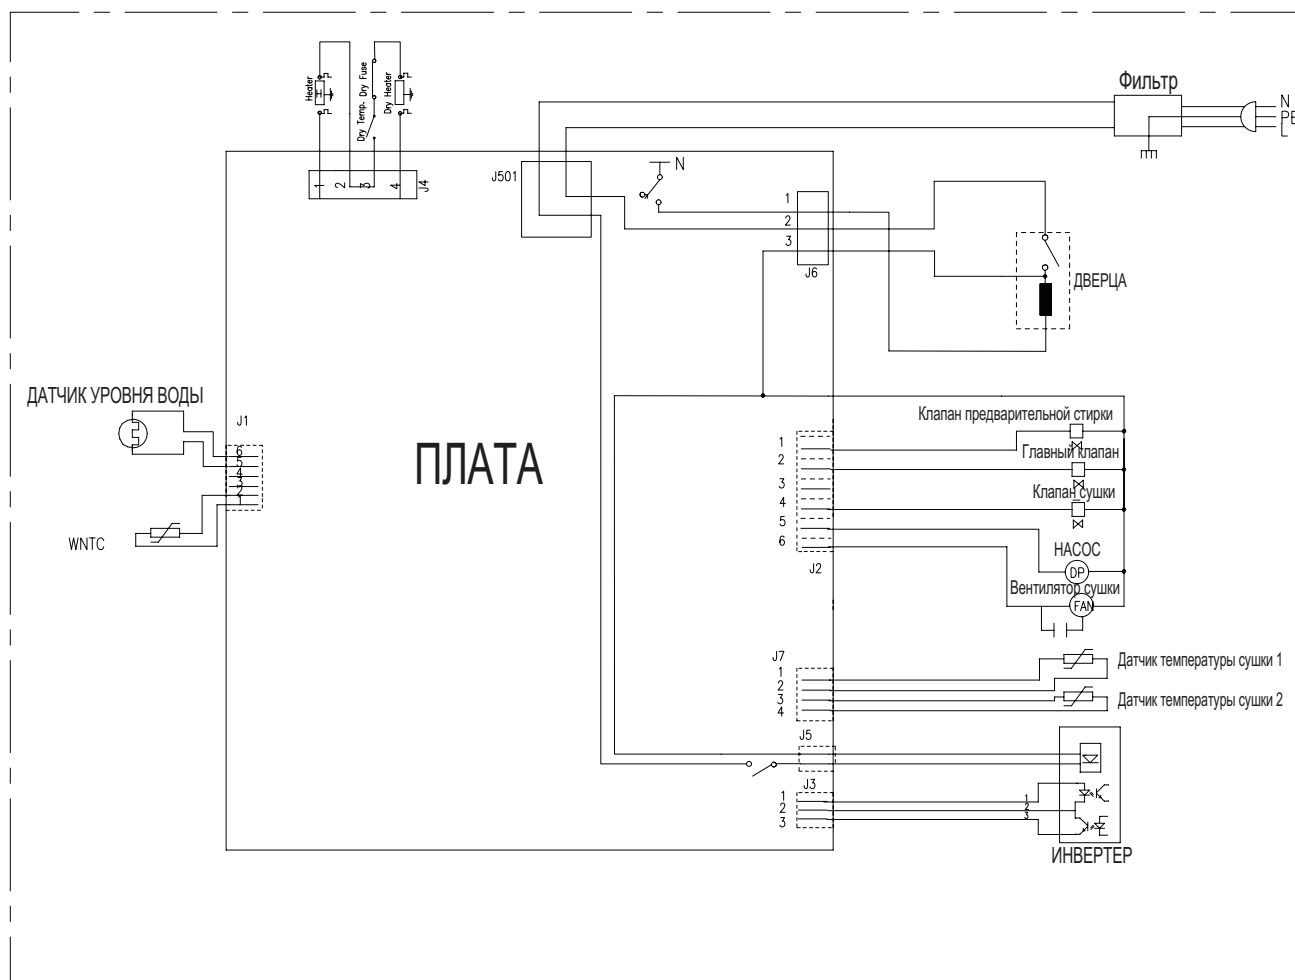 Фильтр
N
PE
L
Heater
H
Dry Temp. Dry Fuse
Dry Heater
1 2 3 4
J4
J501
N
1
2
3
J6
ДВЕРЦА
ДАТЧИК УРОВНЯ ВОДЫ
J1
6
5
4
3
2
1
WNTC
ПЛАТА
Клапан предварительной стирки
Главный клапан
Клапан сушки
НАСОС
DP
Вентилятор сушки
FAN
1
2
3
4
5
6
J2
J7
1
2
3
4
Датчик температуры сушки 1
Датчик температуры сушки 2
J5
J3
1
2
3
1
2
3
ИНВЕРТЕР